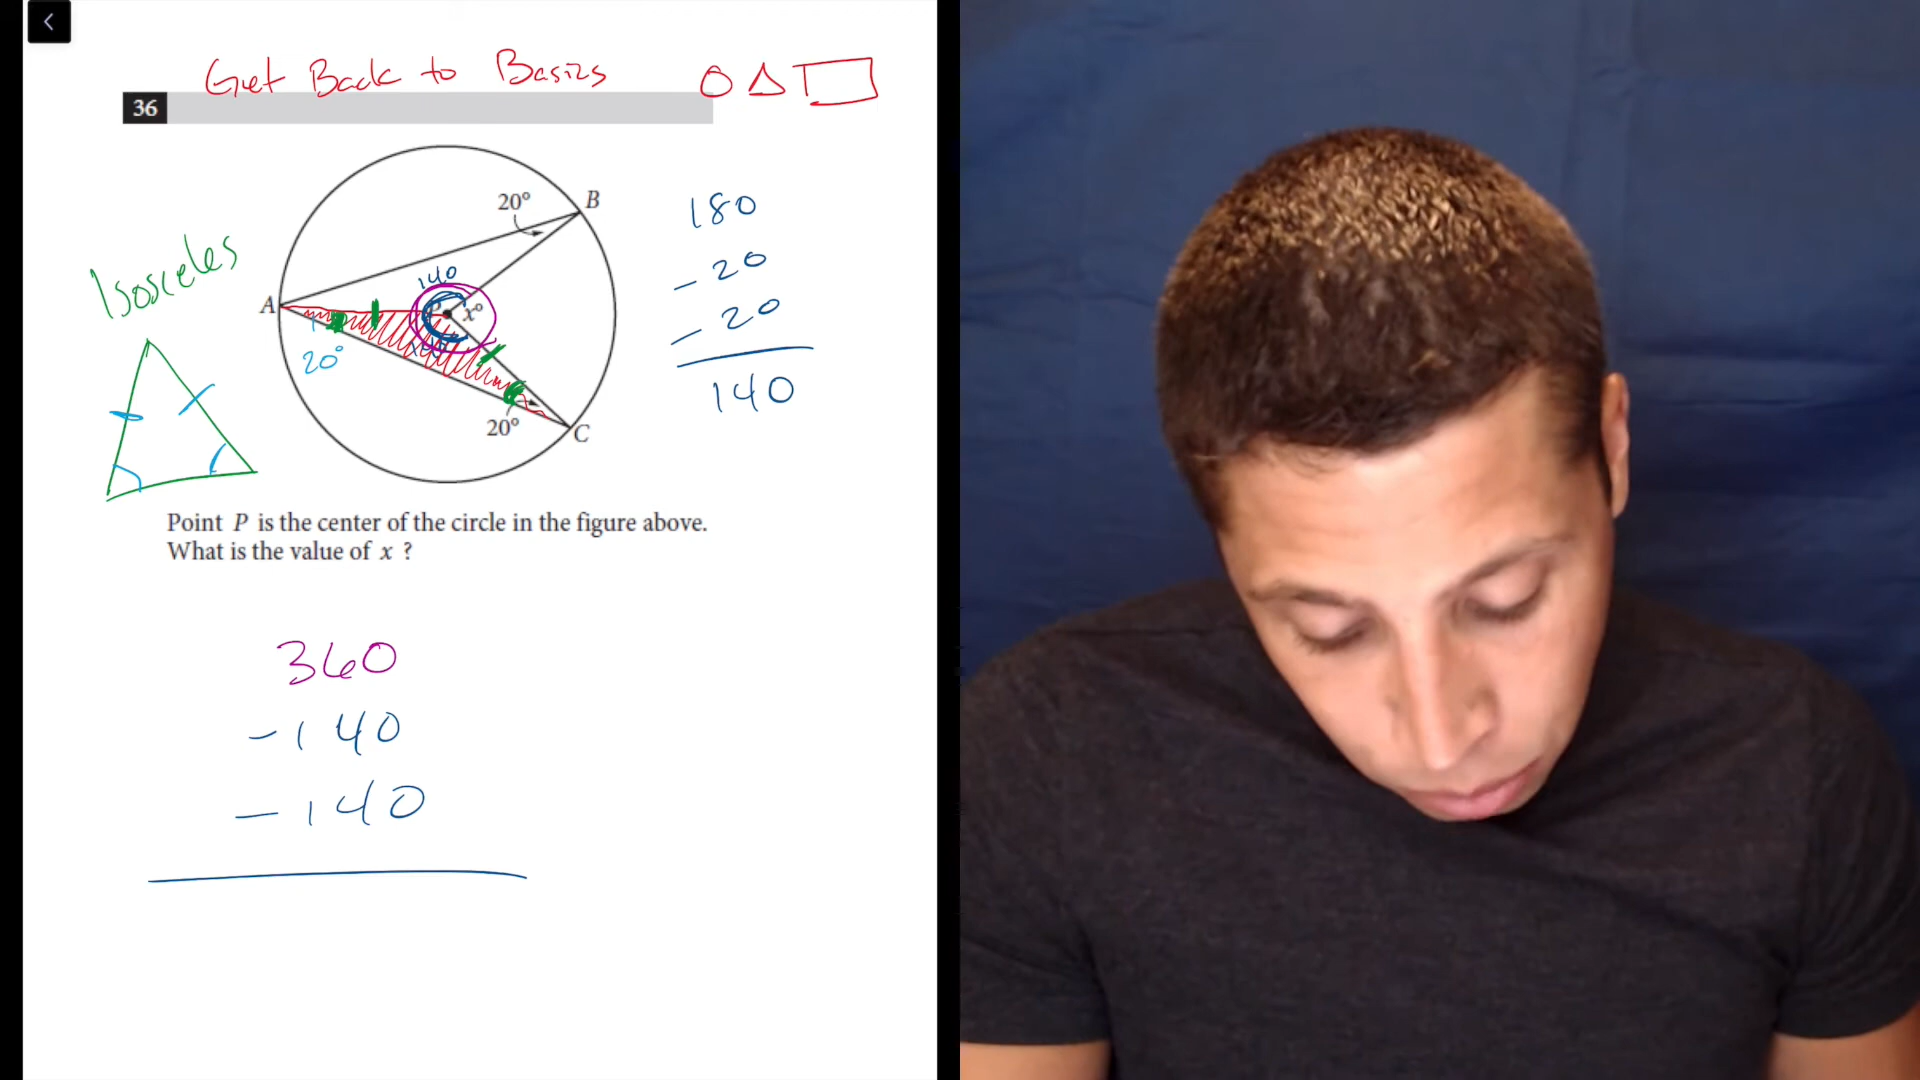 Get Back to Basics
36
20°
B
A
140
P
x°
20°
20°
C
Isosceles
180
- 20
- 20
140
Point P is the center of the circle in the figure above.
What is the value of x ?
360
- 140
- 140